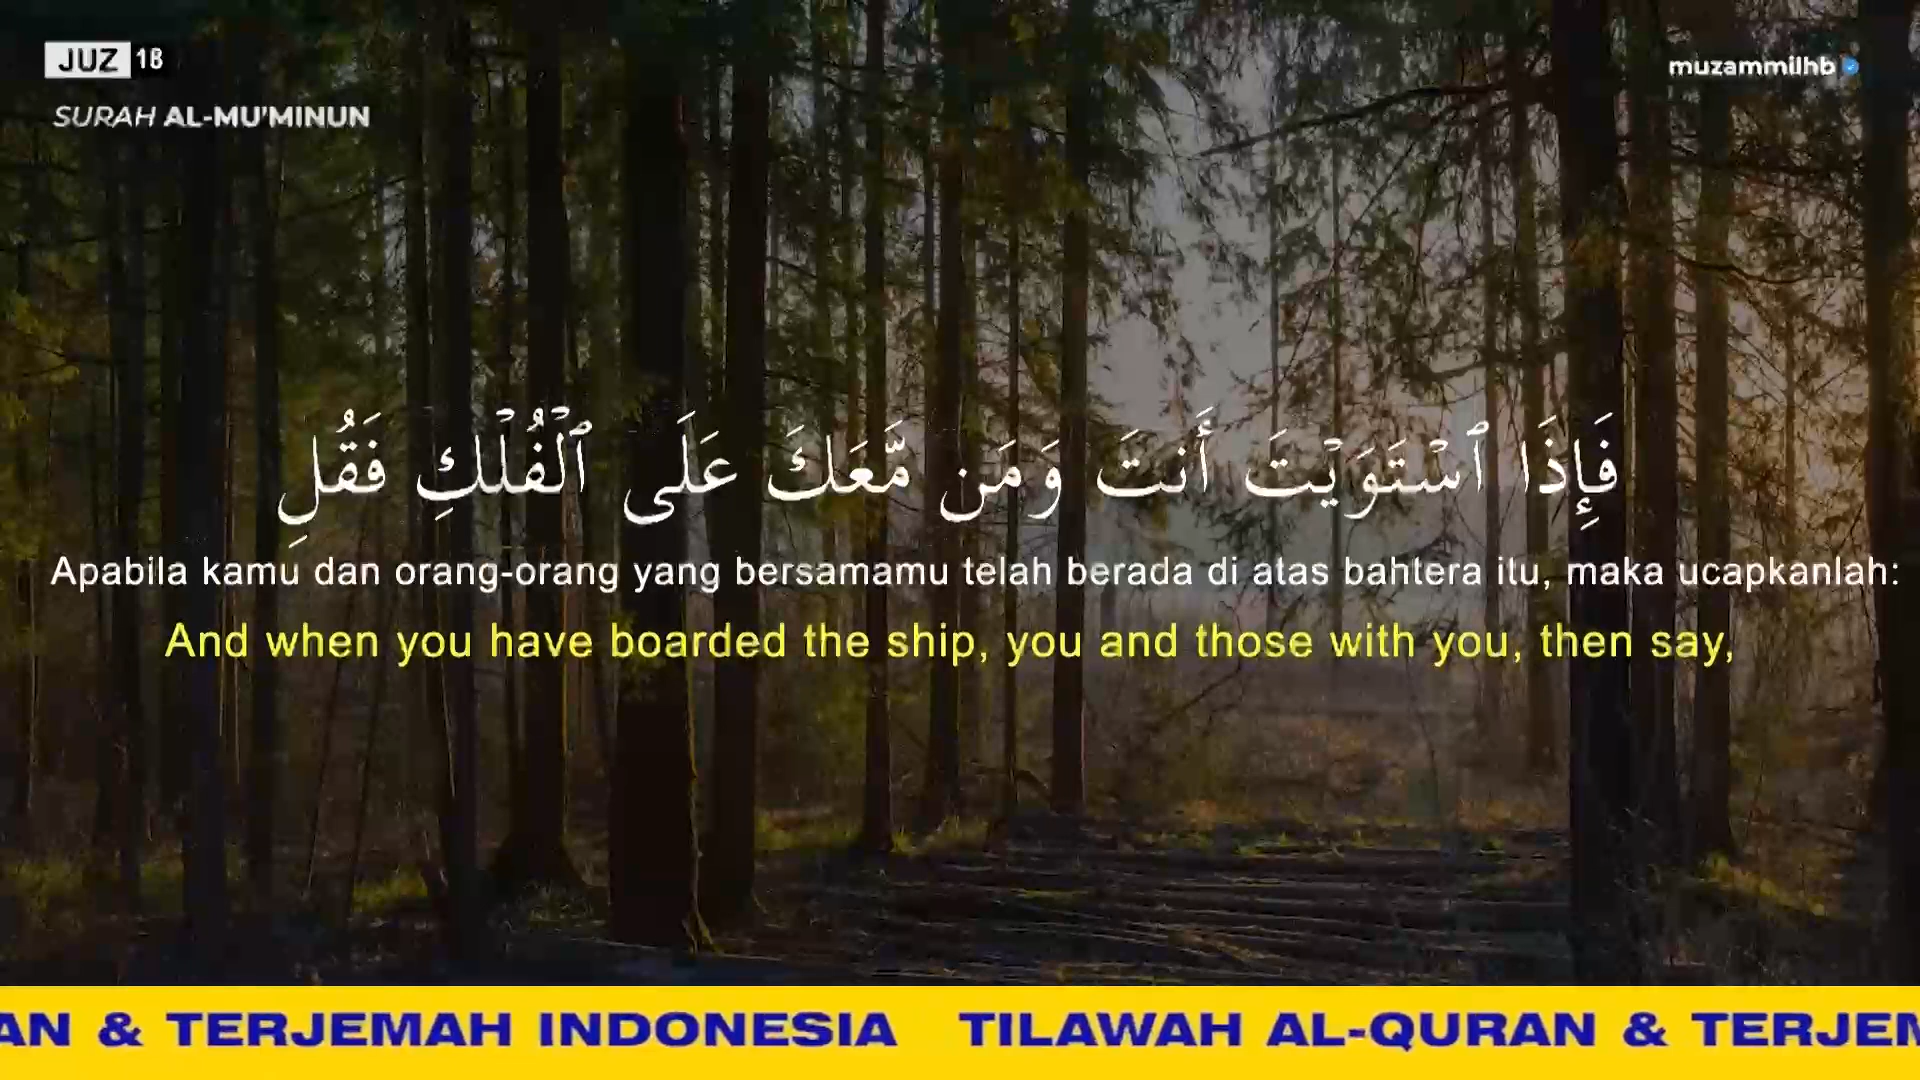 JUZ 18
muzammilhb
SURAH AL-MU'MINUN
فَإِذَا ٱسْتَوَيْتَ أَنتَ وَمَن مَّعَكَ عَلَى ٱلْفُلْكِ فَقُلِ
Apabila kamu dan orang-orang yang bersamamu telah berada di atas bahtera itu, maka ucapkanlah:
And when you have boarded the ship, you and those with you, then say,
AN & TERJEMAH INDONESIA TILAWAH AL-QURAN & TERJEM